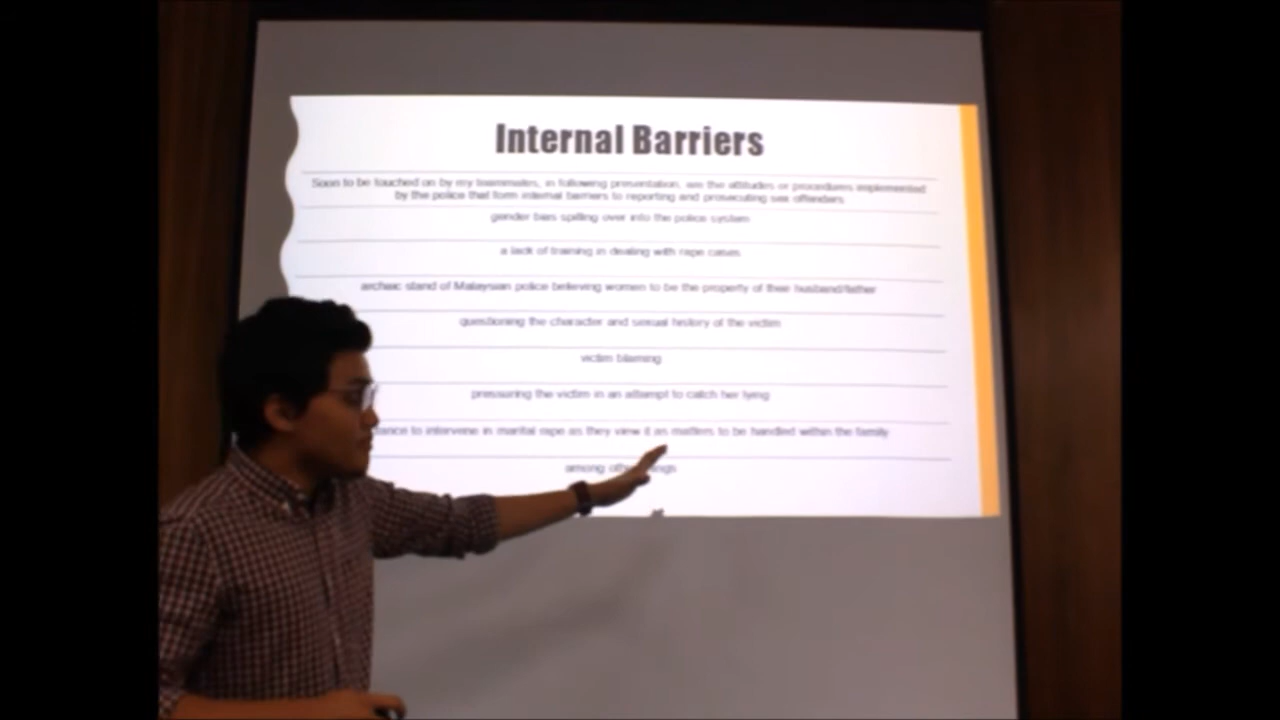 Internal Barriers
Soon to be touched on by my teammates, in following presentation, are the attitudes or procedures implemented
by the police that form internal barriers to reporting and prosecuting sex offenders
gender bias spilling over into the police system
a lack of training in dealing with rape cases
archaic stand of Malaysian police believing women to be the property of their husband/father
questioning the character and sexual history of the victim
victim blaming
pressuring the victim in an attempt to catch her lying
to intervene in marital rape as they view it as matters to be handled within the family
among